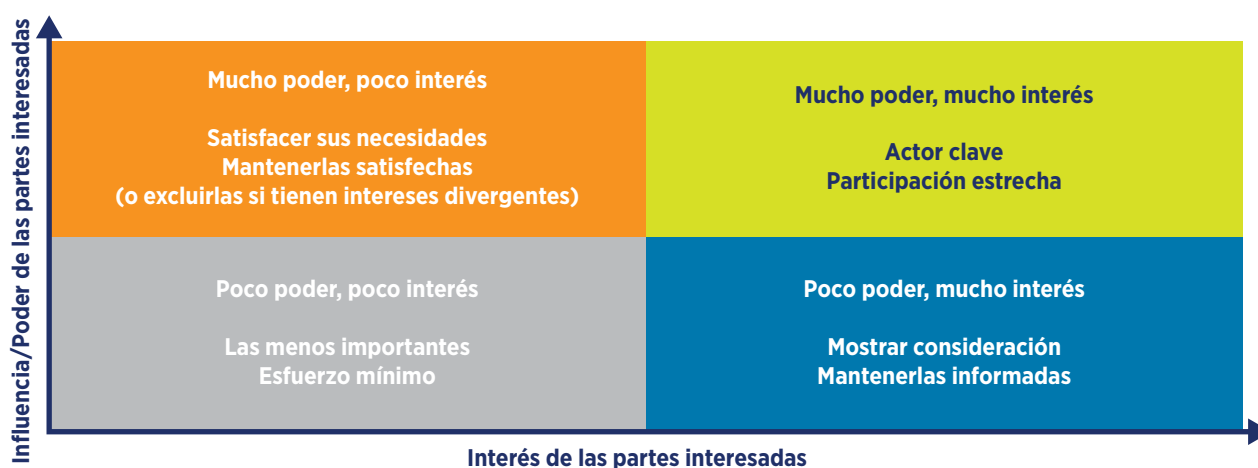 Influencia/Poder de las partes interesadas
Mucho poder, poco interés
Satisfacer sus necesidades
Mantenerlas satisfechas
(o excluirlas si tienen intereses divergentes)
Mucho poder, mucho interés
Actor clave
Participación estrecha
Poco poder, poco interés
Las menos importantes
Esfuerzo mínimo
Poco poder, mucho interés
Mostrar consideración
Mantenerlas informadas
Interés de las partes interesadas